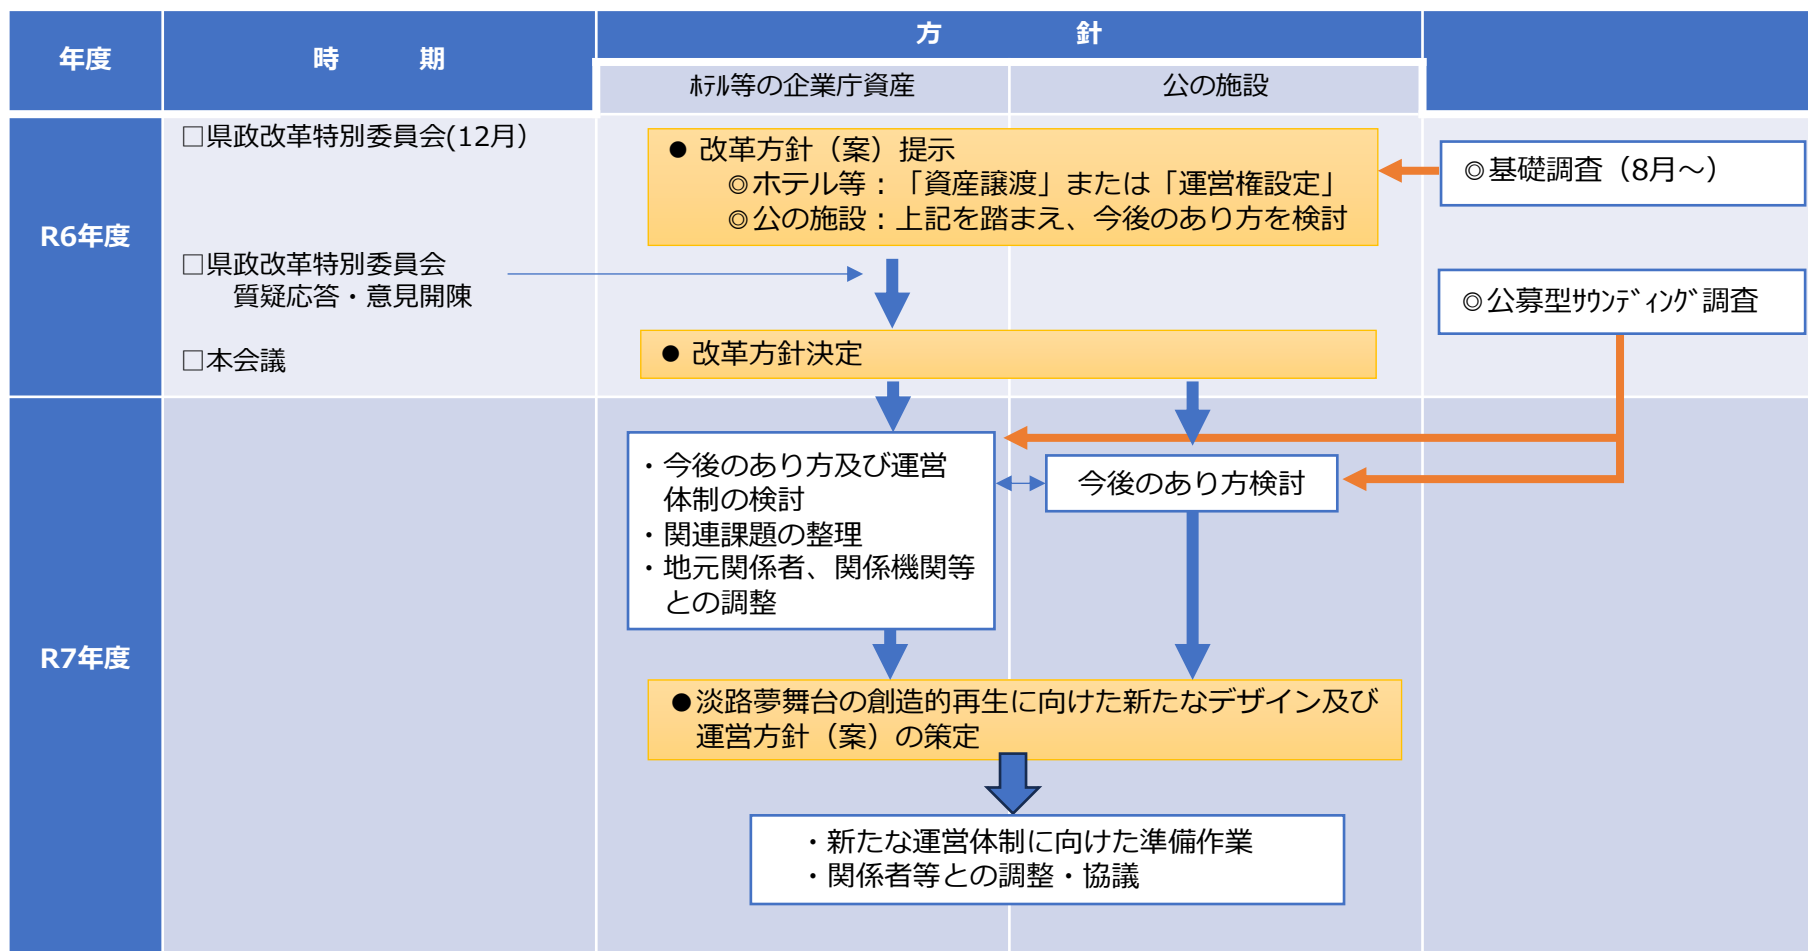 年度
時 期
方 針
ﾎﾃﾙ等の企業庁資産
公の施設
R6年度
□県政改革特別委員会(12月)
● 改革方針（案）提示
◎ホテル等：「資産譲渡」または「運営権設定」
◎公の施設：上記を踏まえ、今後のあり方を検討
◎基礎調査（8月～）
□県政改革特別委員会
質疑応答・意見開陳
◎公募型ｻｳﾝﾃﾞｨﾝｸﾞ調査
□本会議
● 改革方針決定
R7年度
・今後のあり方及び運営
体制の検討
・関連課題の整理
・地元関係者、関係機関等
との調整
今後のあり方検討
●淡路夢舞台の創造的再生に向けた新たなデザイン及び
運営方針（案）の策定
・新たな運営体制に向けた準備作業
・関係者等との調整・協議